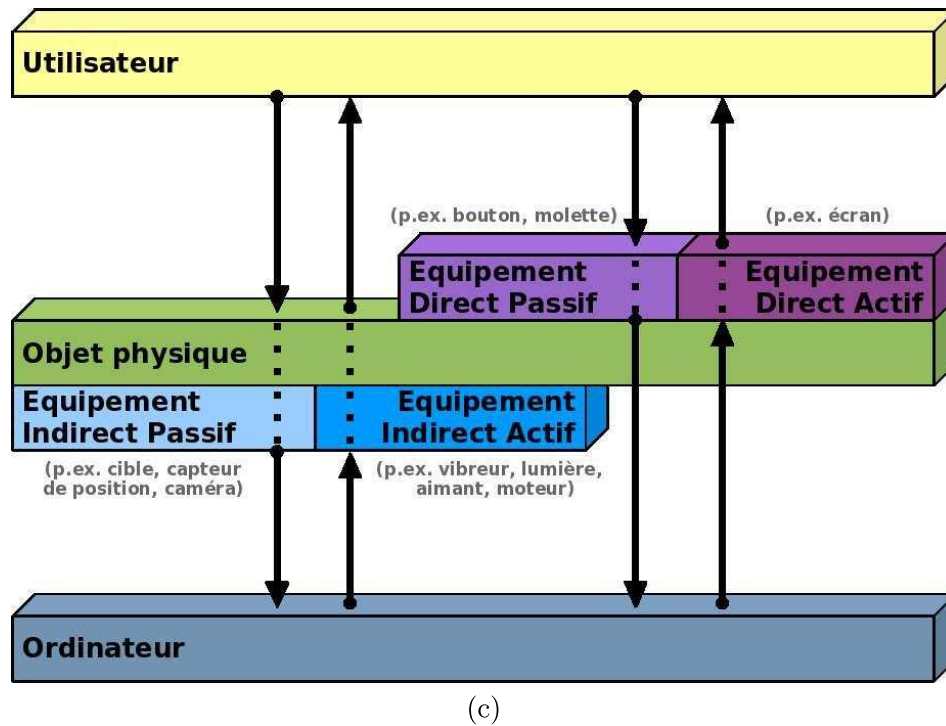 Utilisateur
(p.ex. bouton, molette)
(p.ex. écran)
Equipement
Direct Passif
Equipement
Direct Actif
Objet physique
Equipement
Indirect Passif
Equipement
Indirect Actif
(p.ex. cible, capteur
de position, caméra)
(p.ex. vibreur, lumière,
aimant, moteur)
Ordinateur
(c)